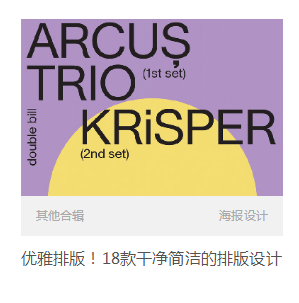 ARCUȘ
TRIO (1st set)
double bill
KRiSPER
(2nd set)
其他合辑 海报设计
优雅排版！18款干净简洁的排版设计